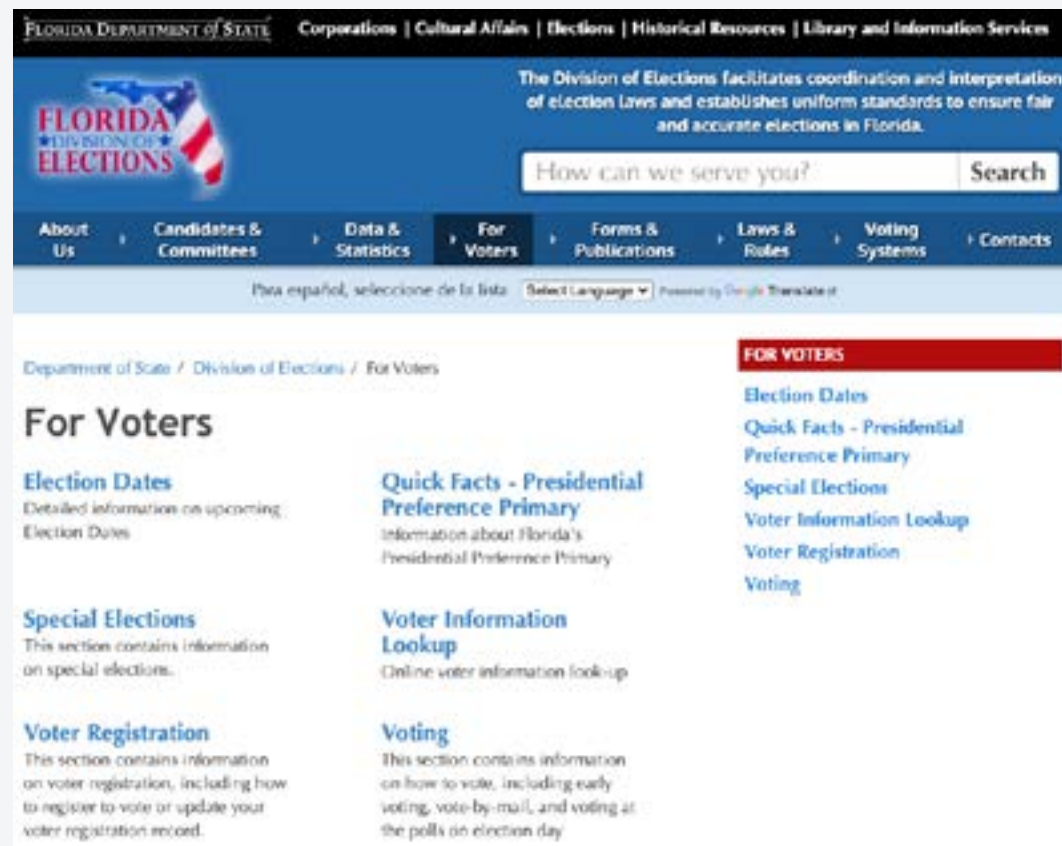 FLORIDA DEPARTMENT of STATE
Corporations | Cultural Affairs | Elections | Historical Resources | Library and Information Services
FLORIDA
DIVISION OF
ELECTIONS
The Division of Elections facilitates coordination and interpretation
of election laws and establishes uniform standards to ensure fair
and accurate elections in Florida.
How can we serve you?
Search
About
Us
Candidates &
Committees
Data &
Statistics
For
Voters
Forms &
Publications
Laws &
Rules
Voting
Systems
Contacts
Para español, seleccione de la lista
Select Language
Powered by Google Translate
Department of State / Division of Elections / For Voters
For Voters
Election Dates
Detailed information on upcoming
Election Dates
Quick Facts - Presidential
Preference Primary
Information about Florida's
Presidential Preference Primary
Special Elections
This section contains information
on special elections.
Voter Information
Lookup
Online voter information look-up
Voter Registration
This section contains information
on voter registration, including how
to register to vote or update your
voter registration record.
Voting
This section contains information
on how to vote, including early
voting, vote-by-mail, and voting at
the polls on election day
FOR VOTERS
Election Dates
Quick Facts - Presidential
Preference Primary
Special Elections
Voter Information Lookup
Voter Registration
Voting